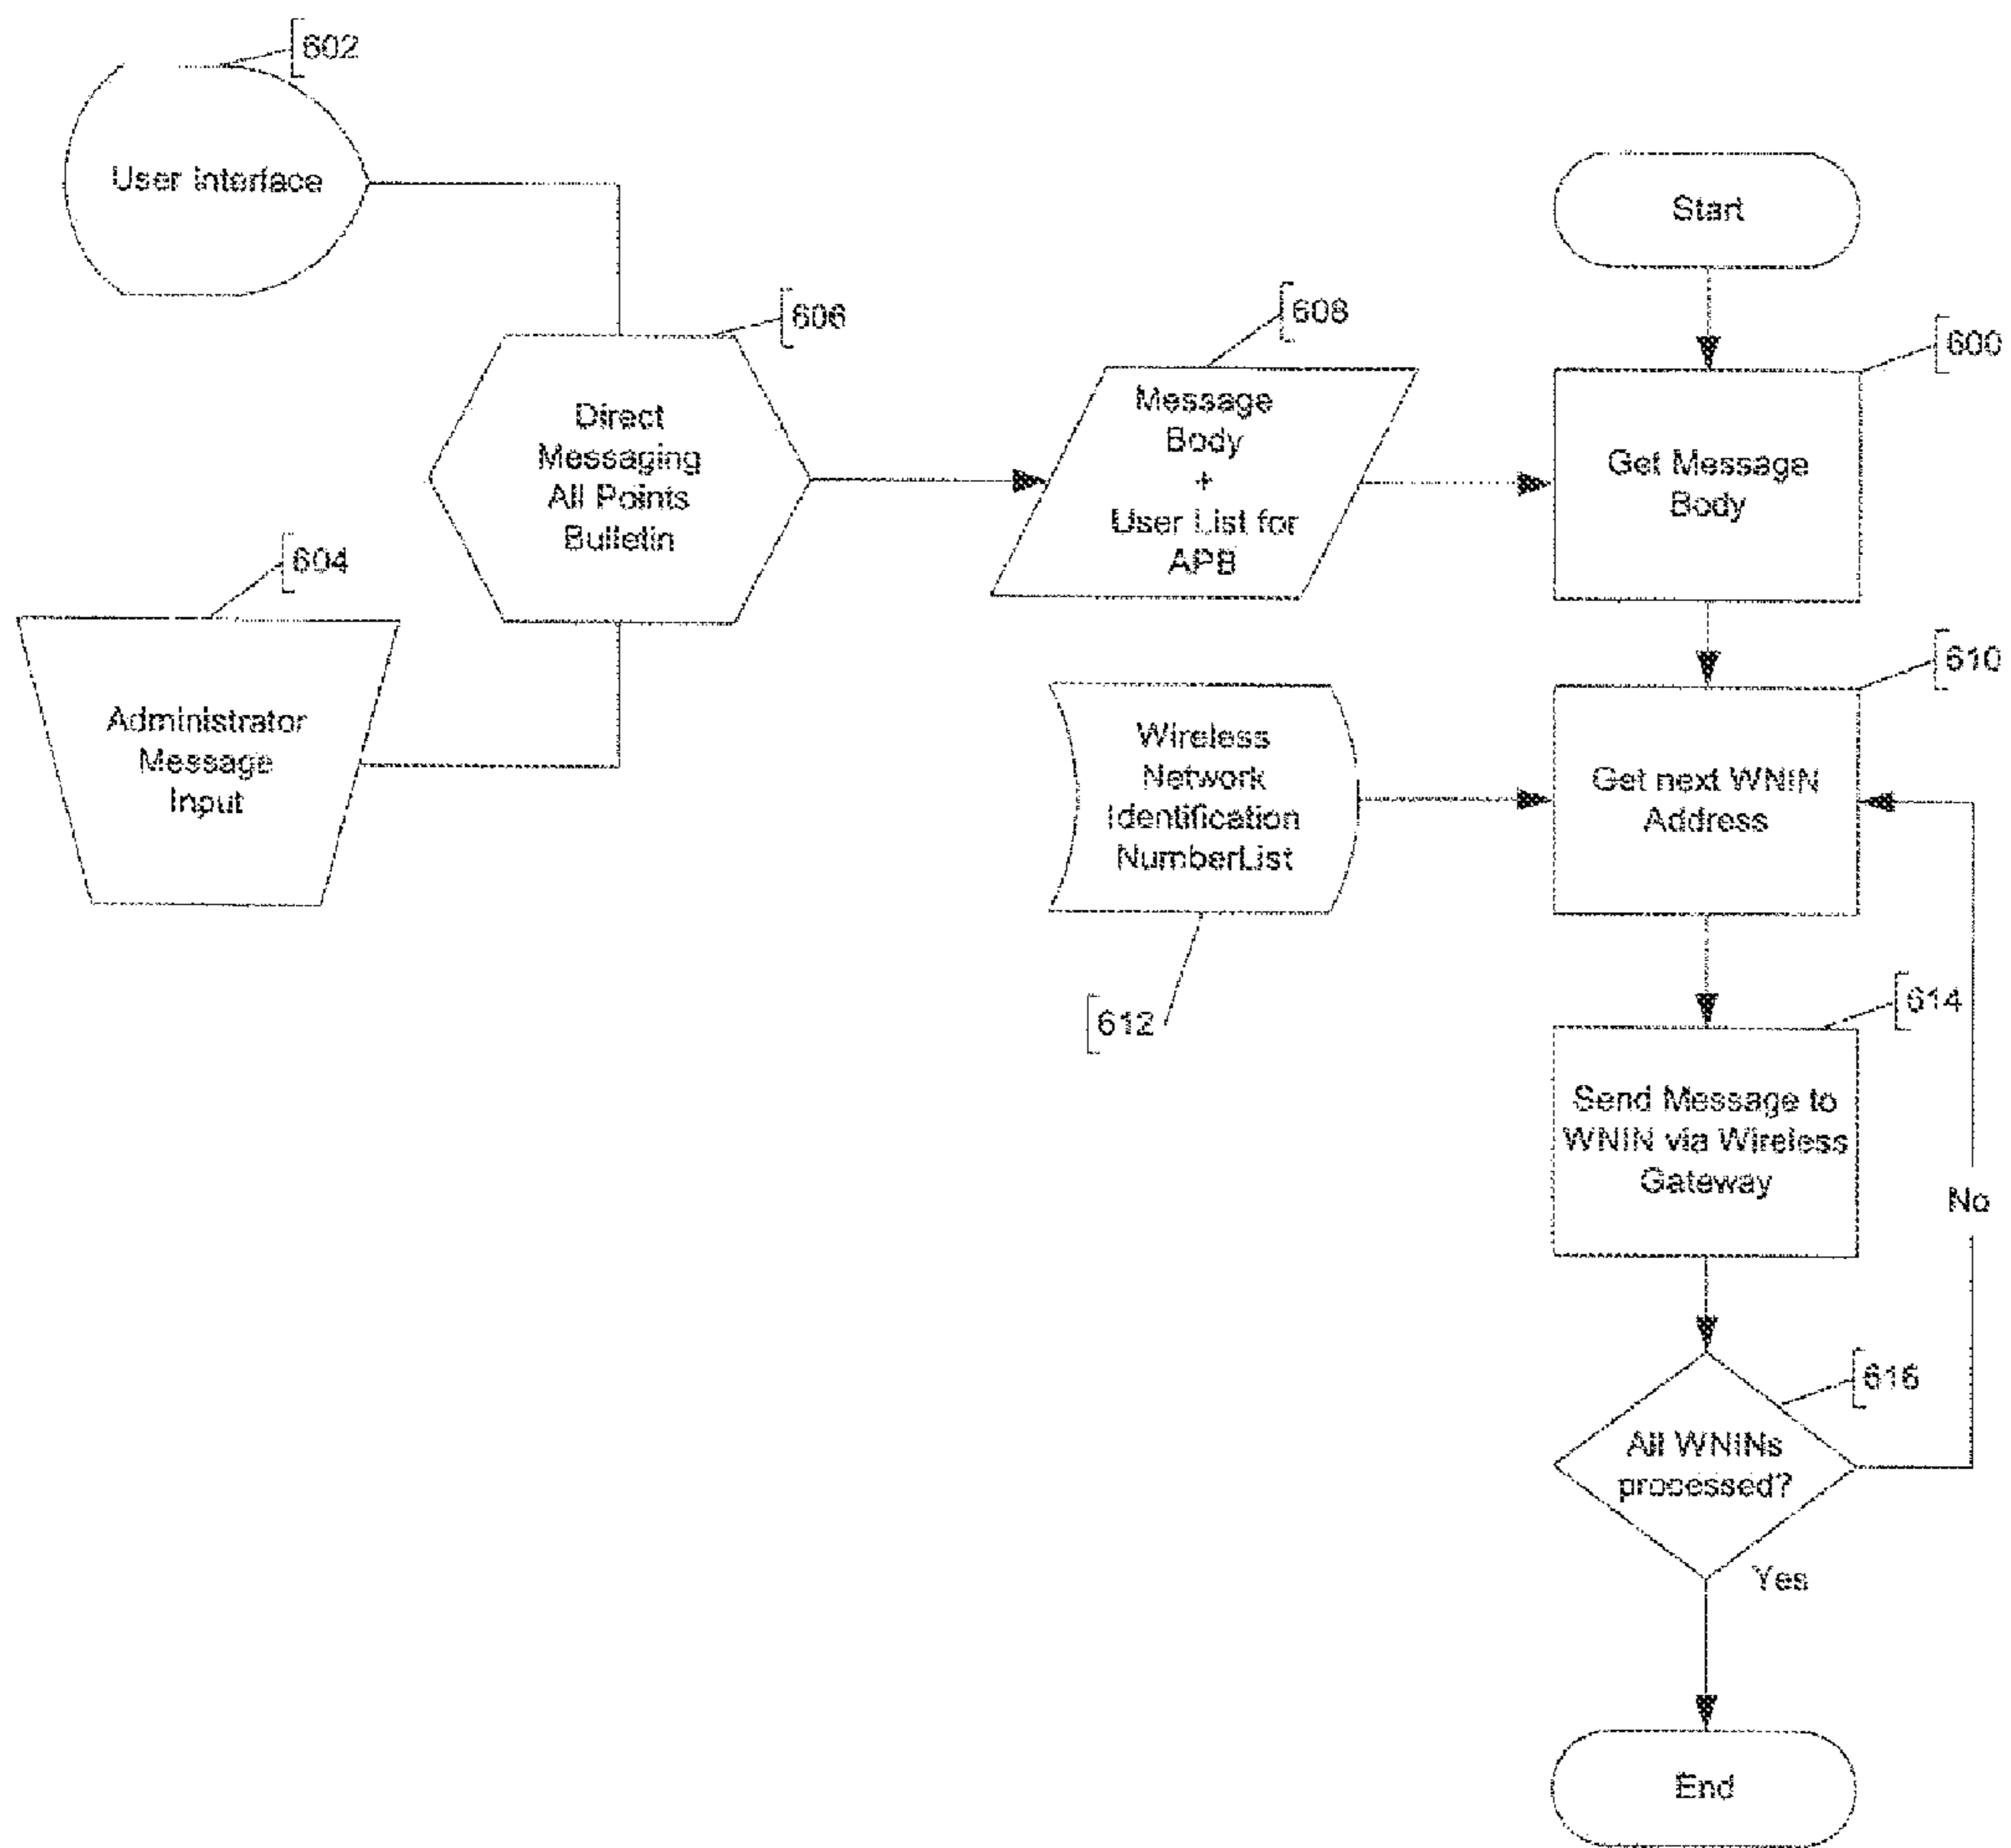 602
User Interface
Start
606
608
600
Direct
Messaging
All Points
Bulletin
Message
Body
+
User List for
APB
Get Message
Body
604
Administrator
Message
Input
610
Wireless
Network
Identification
NumberList
Get next WNIN
Address
612
614
Send Message to
WNIN via Wireless
Gateway
No
616
All WNINs
processed?
Yes
End